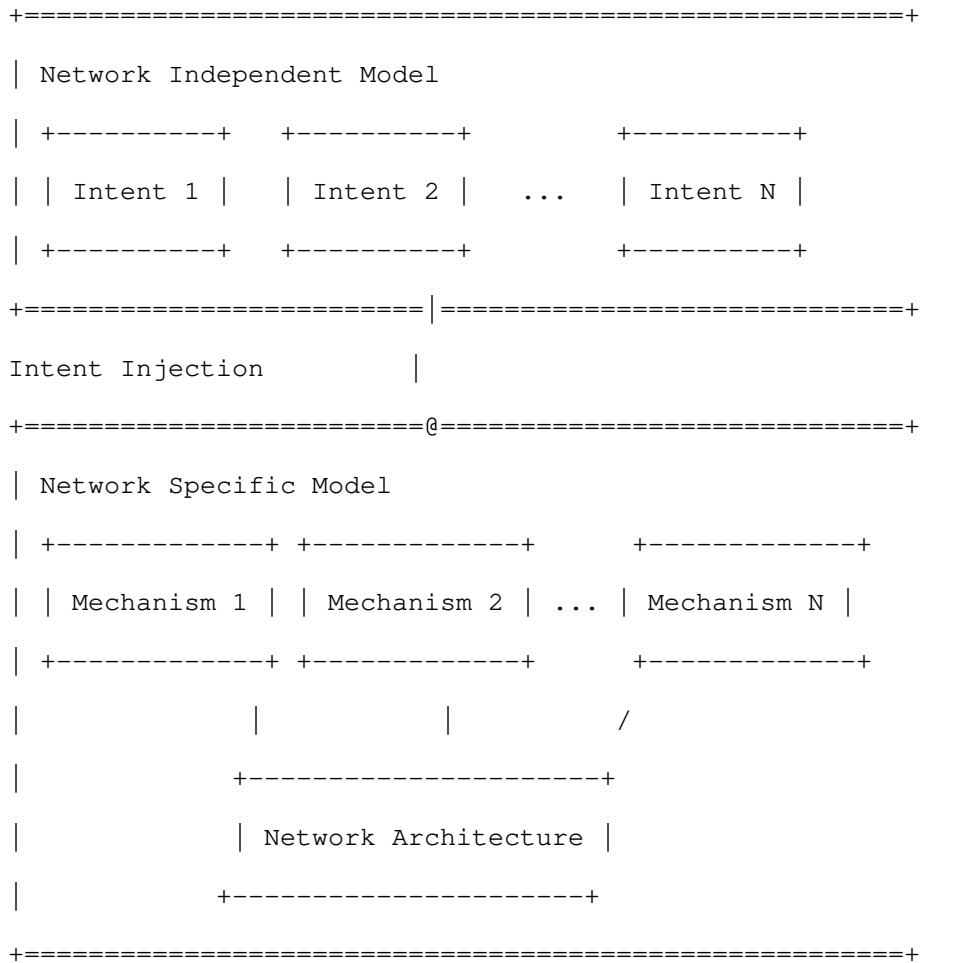 +=======================================================+
| Network Independent Model
| +----------+ +----------+ +----------+
| | Intent 1 | | Intent 2 | ... | Intent N |
| +----------+ +----------+ +----------+
+=========================|=============================+
Intent Injection |
+=========================@=============================+
| Network Specific Model
| +-------------+ +-------------+ +-------------+
| | Mechanism 1 | | Mechanism 2 | ... | Mechanism N |
| +-------------+ +-------------+ +-------------+
| | | /
| +----------------------+
| | Network Architecture |
| +----------------------+
+=======================================================+